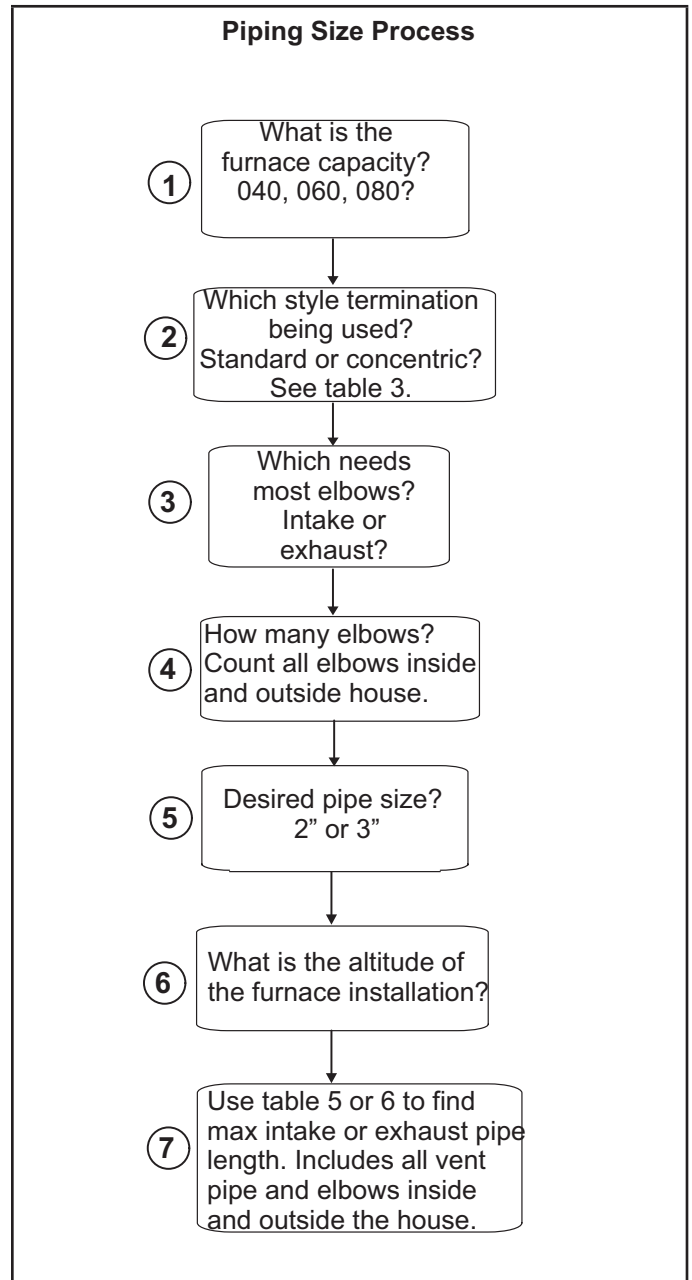 Piping Size Process
1
What is the
furnace capacity?
040, 060, 080?
2
Which style termination
being used?
Standard or concentric?
See table 3.
3
Which needs
most elbows?
Intake or
exhaust?
4
How many elbows?
Count all elbows inside
and outside house.
5
Desired pipe size?
2” or 3”
6
What is the altitude of
the furnace installation?
7
Use table 5 or 6 to find
max intake or exhaust pipe
length. Includes all vent
pipe and elbows inside
and outside the house.